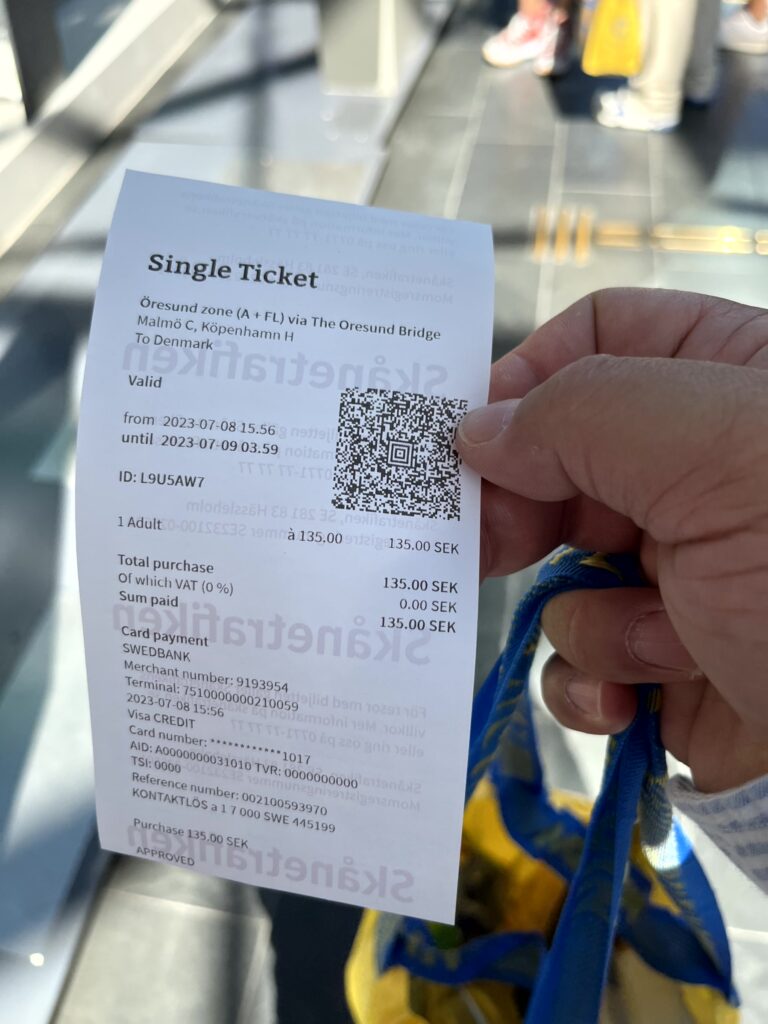 Single Ticket
Öresund zone (A + FL) via The Oresund Bridge
Malmö C, Köpenhamn H
To Denmark
Valid
from 2023-07-08 15.56
until 2023-07-09 03.59
ID: L9U5AW7
1 Adult à 135.00 135.00 SEK
Total purchase 135.00 SEK
Of which VAT (0 %) 0.00 SEK
Sum paid 135.00 SEK
Card payment
SWEDBANK
Merchant number: 9193954
Terminal: 7510000000210059
2023-07-08 15:56
Visa CREDIT
Card number: ************1017
AID: A0000000031010 TVR: 0000000000
TSI: 0000
Reference number: 002100593970
KONTAKTLÖS a 1 7 000 SWE 445199
Purchase 135.00 SEK
APPROVED
Skånetrafiken
Skånetrafiken
Skånetrafiken